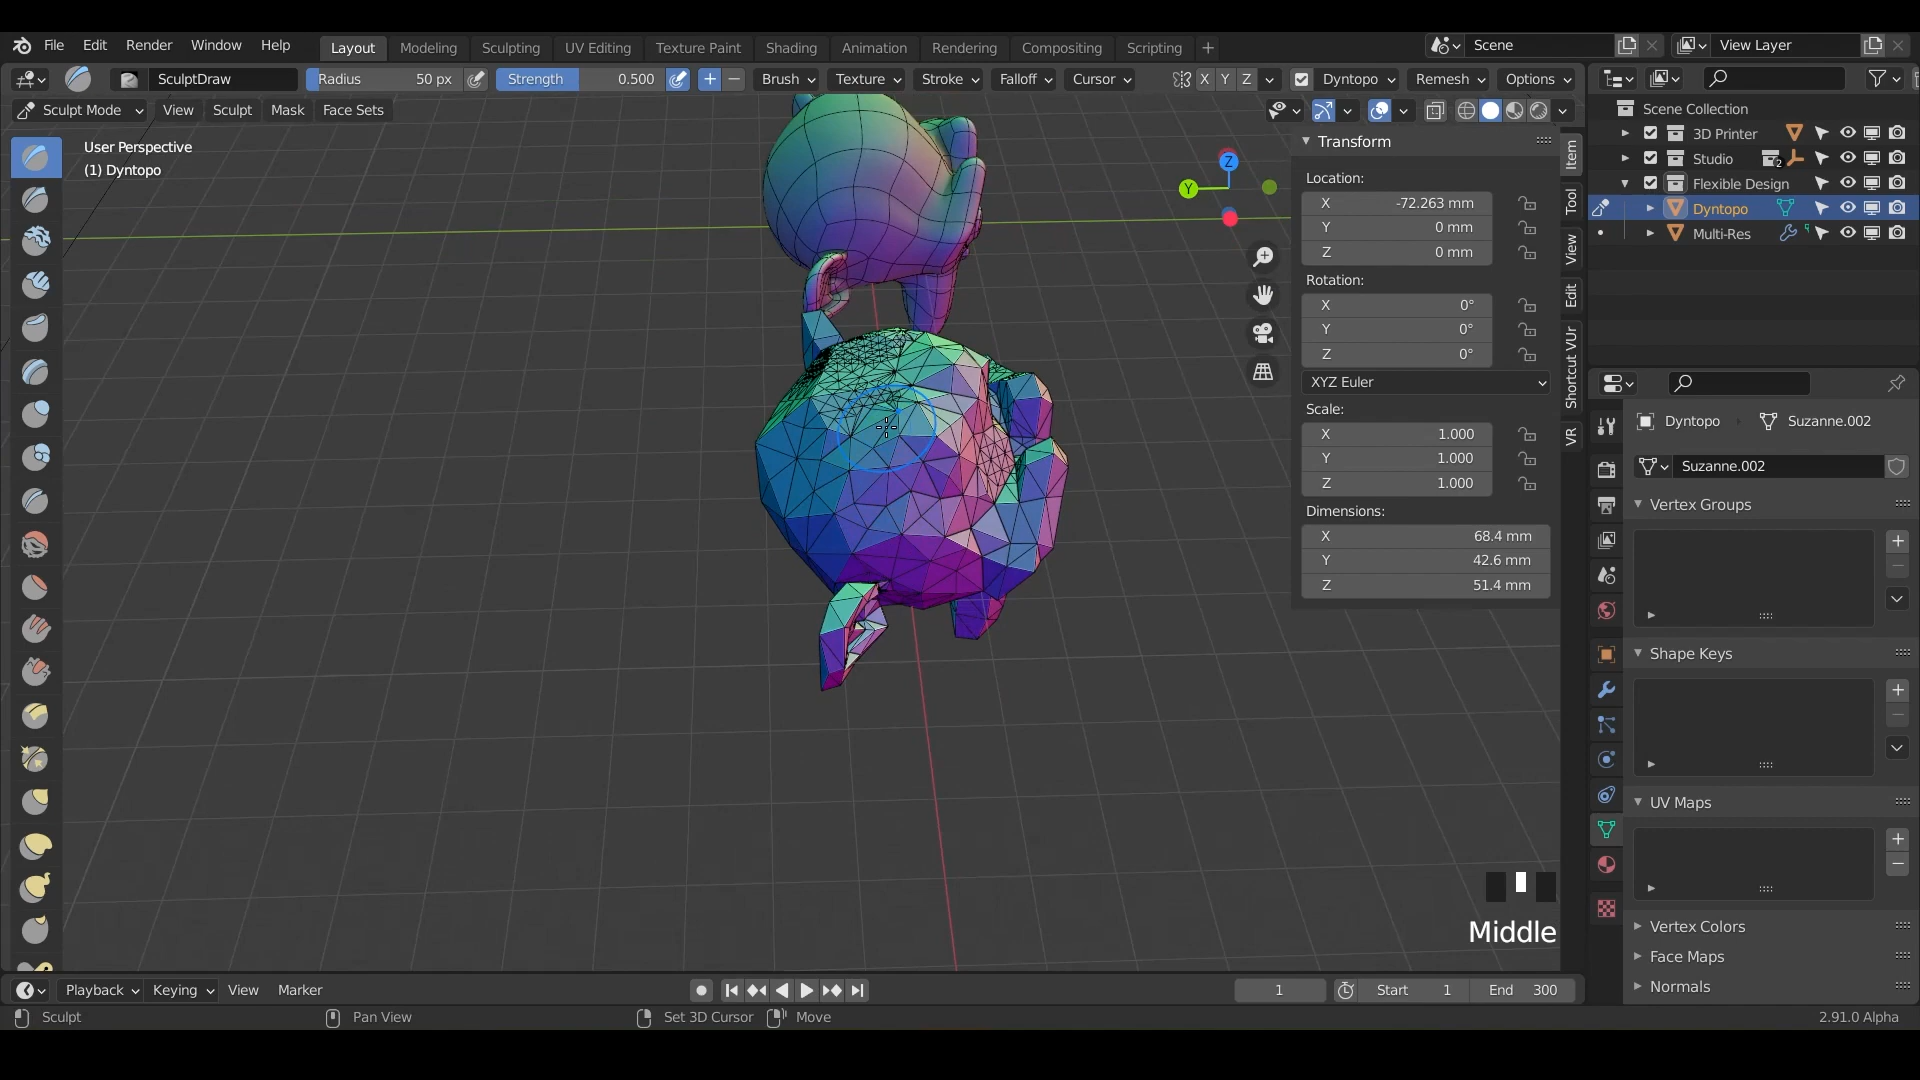 File Edit Render Window Help Layout Modeling Sculpting UV Editing Texture Paint Shading Animation Rendering Compositing Scripting + Scene View Layer
SculptDraw Radius 50 px Strength 0.500 + − Brush Texture Stroke Falloff Cursor X Y Z Dyntopo Remesh Options
Sculpt Mode View Sculpt Mask Face Sets
User Perspective
(1) Dyntopo
Z
Y
Transform
Location:
X -72.263 mm
Y 0 mm
Z 0 mm
Rotation:
X 0°
Y 0°
Z 0°
XYZ Euler
Scale:
X 1.000
Y 1.000
Z 1.000
Dimensions:
X 68.4 mm
Y 42.6 mm
Z 51.4 mm
Item
Tool
View
Edit
Shortcut VUr
VR
Scene Collection
3D Printer
Studio 2
Flexible Design
Dyntopo
Multi-Res
Dyntopo Suzanne.002
Suzanne.002
Vertex Groups
Shape Keys
UV Maps
Vertex Colors
Face Maps
Normals
Middle
Playback Keying View Marker 1 Start 1 End 300
Sculpt Pan View Set 3D Cursor Move 2.91.0 Alpha